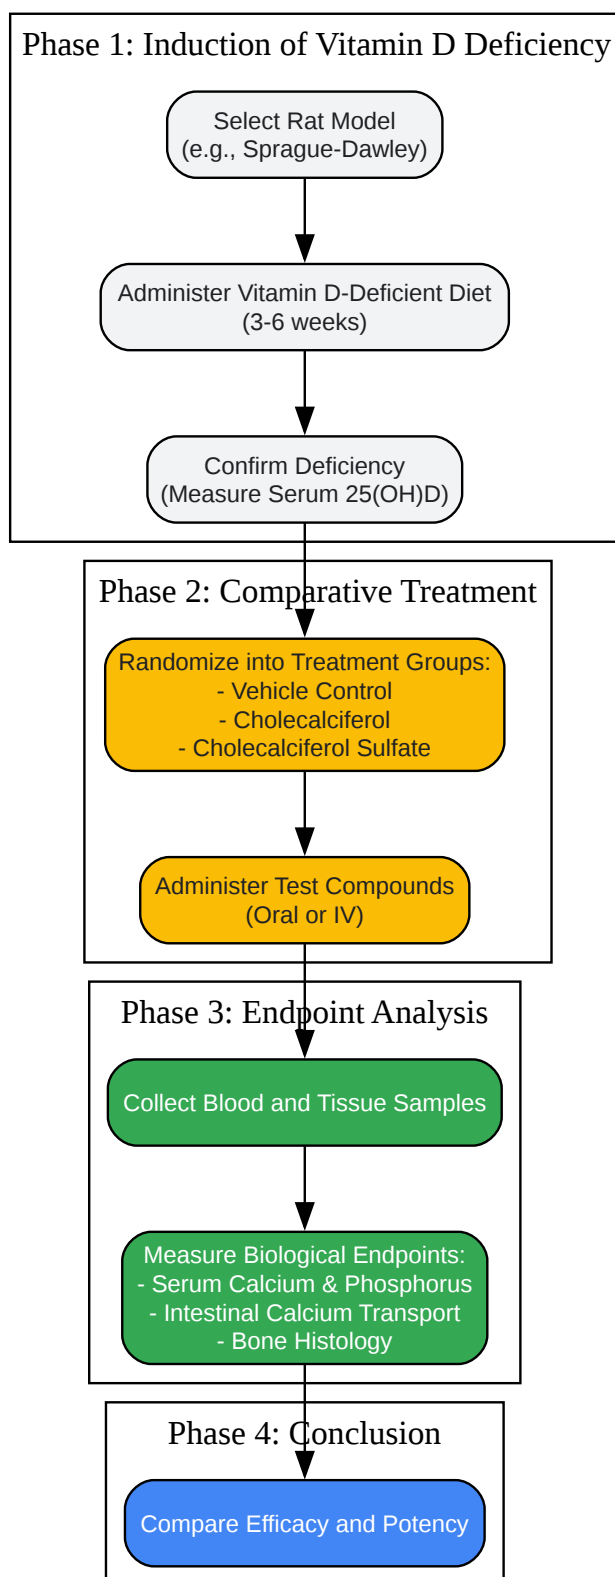 Phase 1: Induction of Vitamin D Deficiency
Select Rat Model
(e.g., Sprague-Dawley)
Administer Vitamin D-Deficient Diet
(3-6 weeks)
Confirm Deficiency
(Measure Serum 25(OH)D)
Phase 2: Comparative Treatment
Randomize into Treatment Groups:
- Vehicle Control
- Cholecalciferol
- Cholecalciferol Sulfate
Administer Test Compounds
(Oral or IV)
Phase 3: Endpoint Analysis
Collect Blood and Tissue Samples
Measure Biological Endpoints:
- Serum Calcium & Phosphorus
- Intestinal Calcium Transport
- Bone Histology
Phase 4: Conclusion
Compare Efficacy and Potency